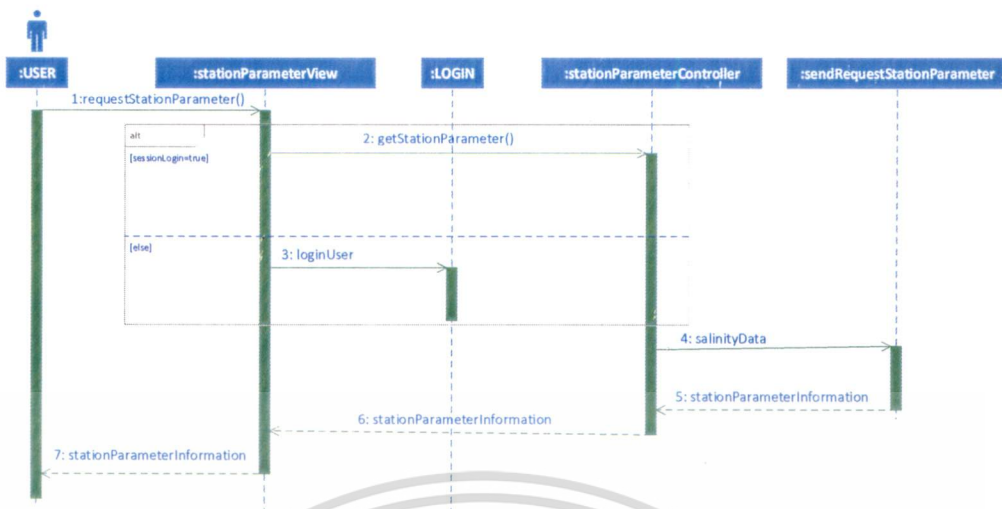 :USER
:stationParameterView
:LOGIN
:stationParameterController
:sendRequestStationParameter
1:requestStationParameter()
alt
2: getStationParameter()
[sessionLogin=true]
[else]
3: loginUser
4: salinityData
5: stationParameterInformation
6: stationParameterInformation
7: stationParameterInformation